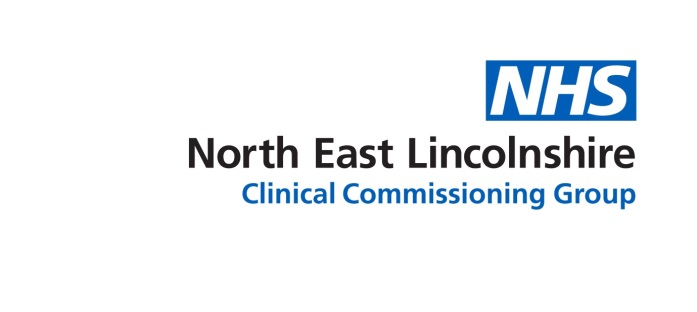 NHS
North East Lincolnshire
Clinical Commissioning Group